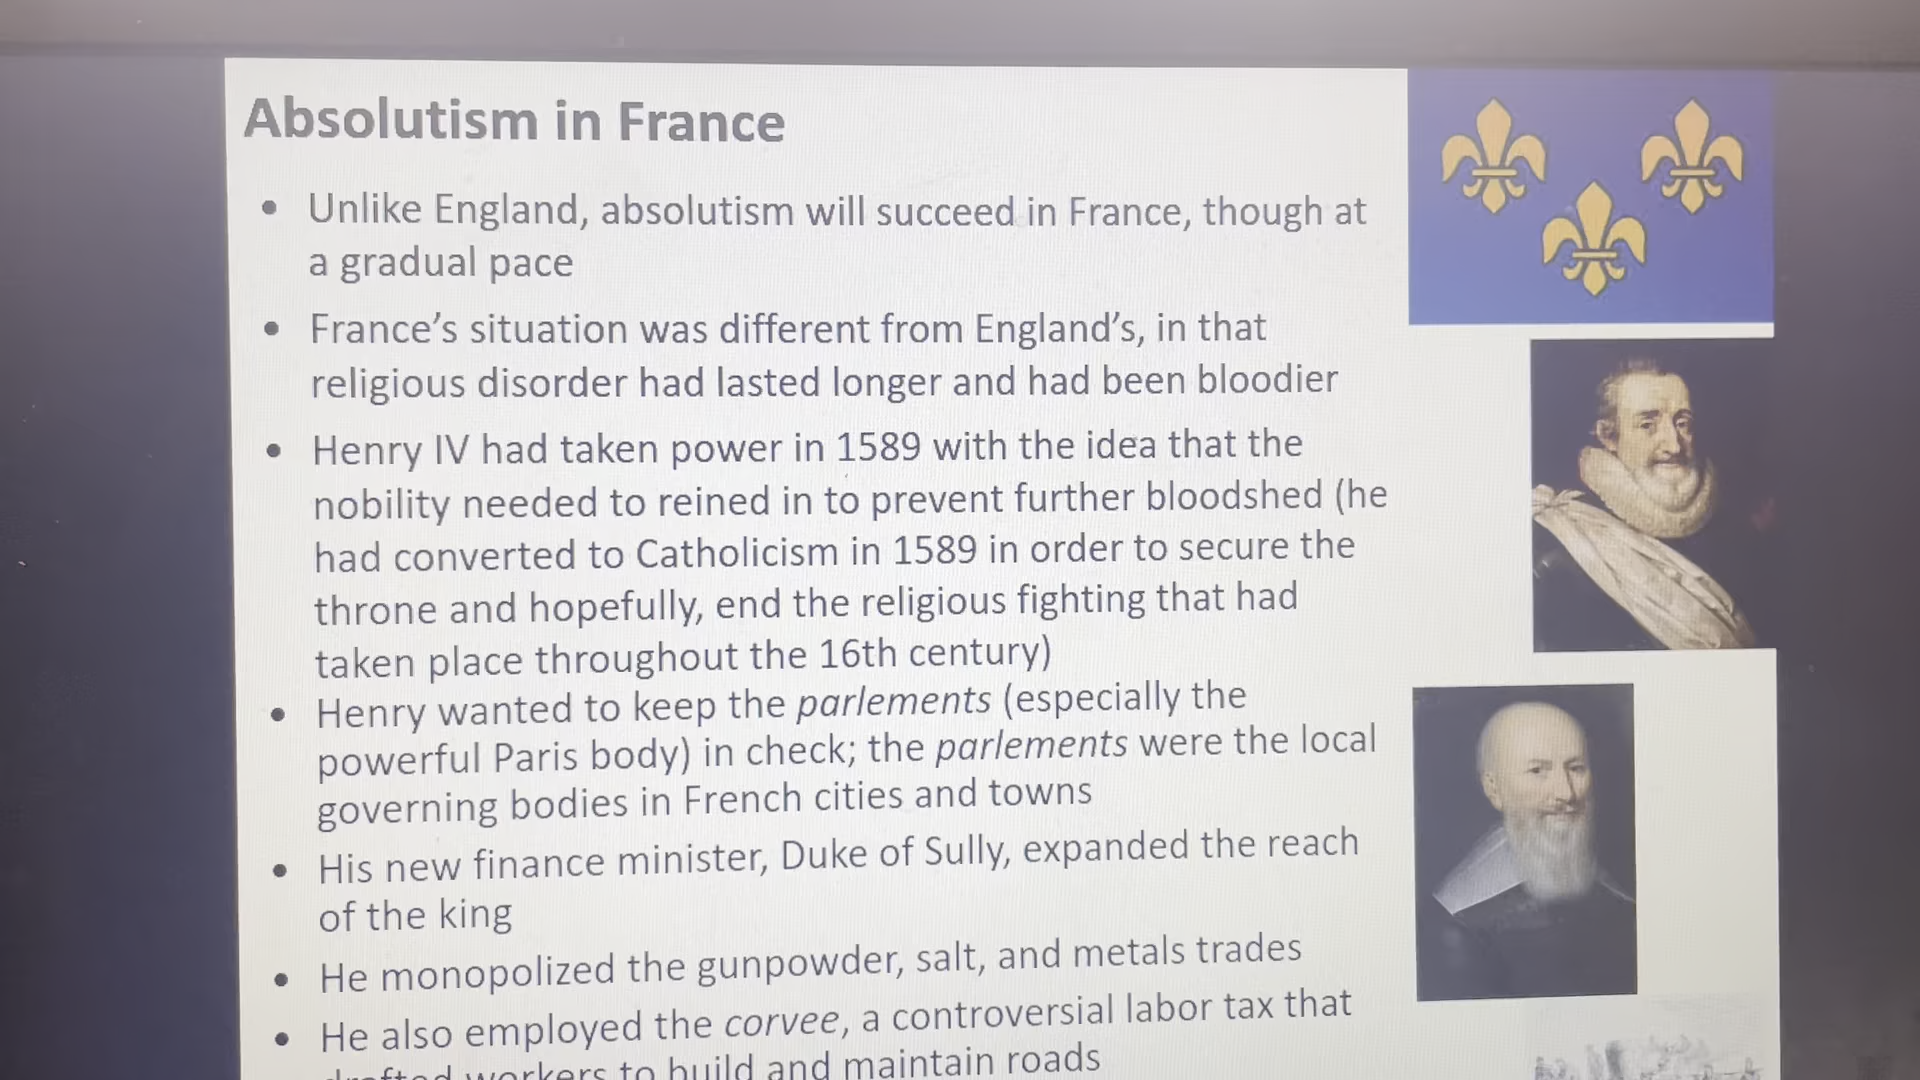 Absolutism in France
• Unlike England, absolutism will succeed in France, though at
a gradual pace
• France's situation was different from England's, in that
religious disorder had lasted longer and had been bloodier
• Henry IV had taken power in 1589 with the idea that the
nobility needed to reined in to prevent further bloodshed (he
had converted to Catholicism in 1589 in order to secure the
throne and hopefully, end the religious fighting that had
taken place throughout the 16th century)
• Henry wanted to keep the parlements (especially the
powerful Paris body) in check; the parlements were the local
governing bodies in French cities and towns
• His new finance minister, Duke of Sully, expanded the reach
of the king
• He monopolized the gunpowder, salt, and metals trades
• He also employed the corvee, a controversial labor tax that
drafted workers to build and maintain roads